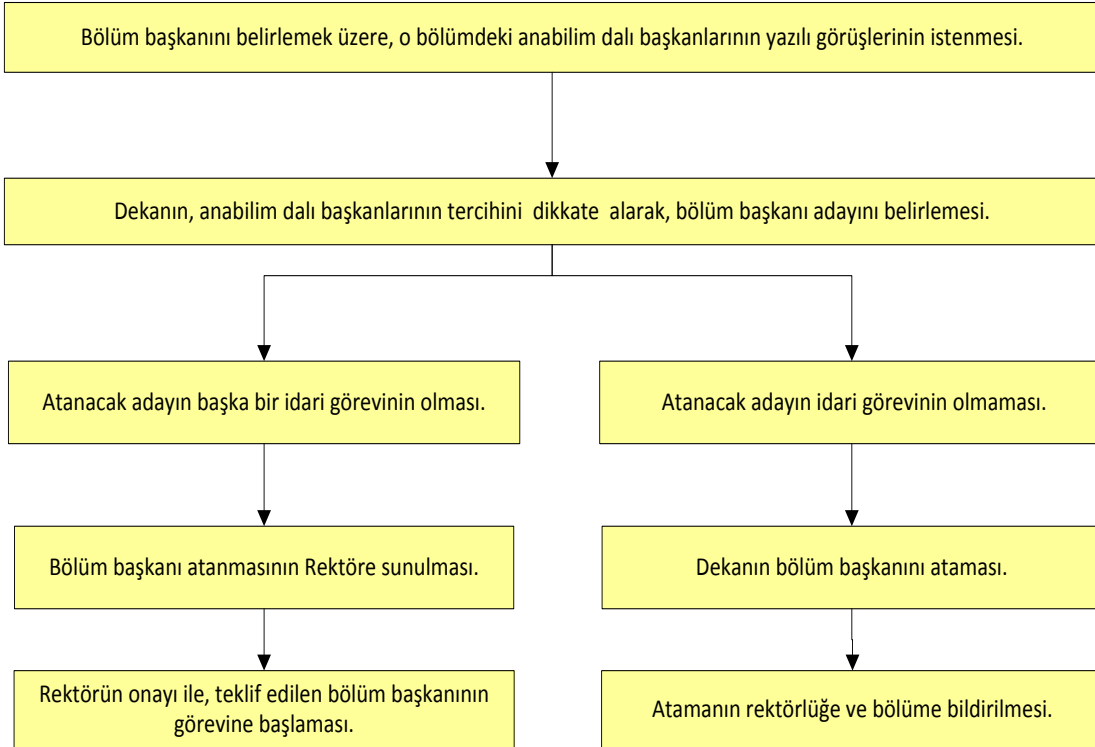 Bölüm başkanını belirlemek üzere, o bölümdeki anabilim dalı başkanlarının yazılı görüşlerinin istenmesi.
Dekanın, anabilim dalı başkanlarının tercihini dikkate alarak, bölüm başkanı adayını belirlemesi.
Atanacak adayın başka bir idari görevinin olması.
Atanacak adayın idari görevinin olmaması.
Bölüm başkanı atanmasının Rektöre sunulması.
Dekanın bölüm başkanını ataması.
Rektörün onayı ile, teklif edilen bölüm başkanının
görevine başlaması.
Atamanın rektörlüğe ve bölüme bildirilmesi.